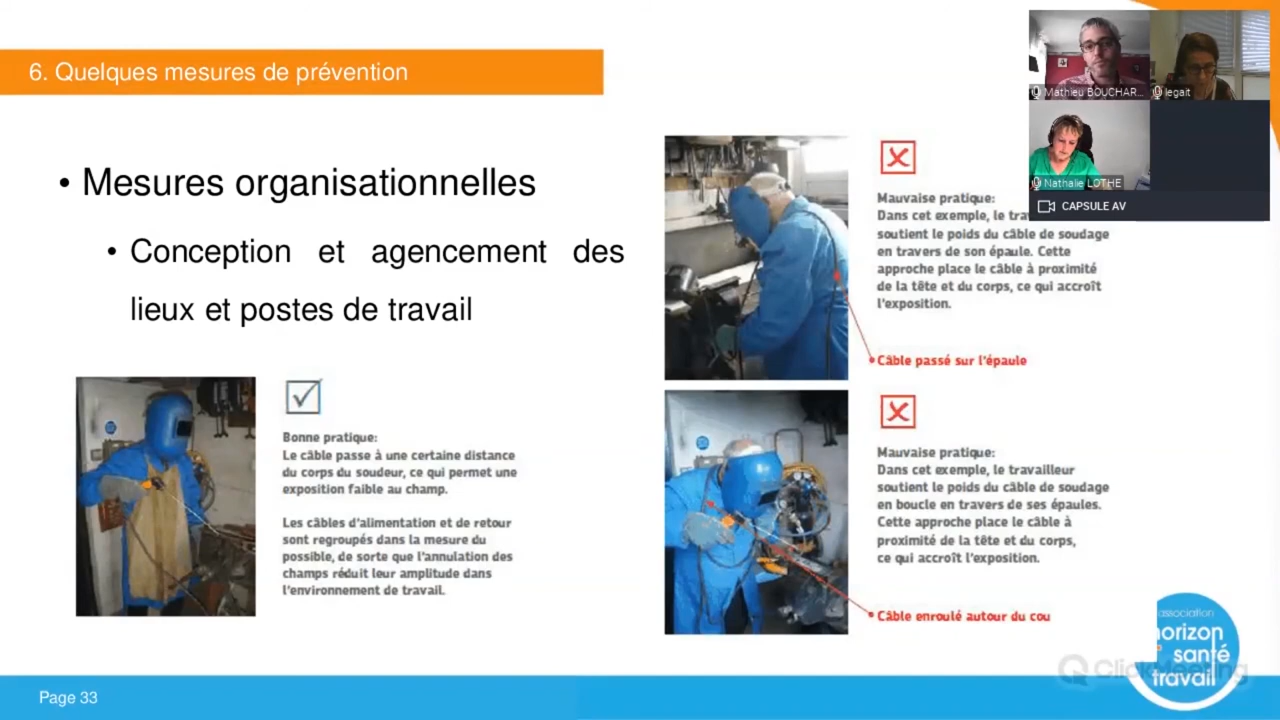 6. Quelques mesures de prévention
• Mesures organisationnelles
• Conception et agencement des
lieux et postes de travail
Bonne pratique:
Le câble passe à une certaine distance
du corps du soudeur, ce qui permet une
exposition faible au champ.
Les câbles d'alimentation et de retour
sont regroupés dans la mesure du
possible, de sorte que l'annulation des
champs réduit leur amplitude dans
l'environnement de travail.
Mauvaise pratique:
Dans cet exemple, le
soutient le poids du câble de soudage
en travers de son épaule. Cette
approche place le câble à proximité
de la tête et du corps, ce qui accroît
l'exposition.
Câble passé sur l'épaule
Mauvaise pratique:
Dans cet exemple, le travailleur
soutient le poids du câble de soudage
en boucle en travers de ses épaules.
Cette approche place le câble à
proximité de la tête et du corps,
ce qui accroît l'exposition.
Câble enroulé autour du cou
Mathieu BOUCHAR...
legait
Nathalie LOTHE
CAPSULE AV
association
horizon
santé
travail
ClickMeeting
Page 33